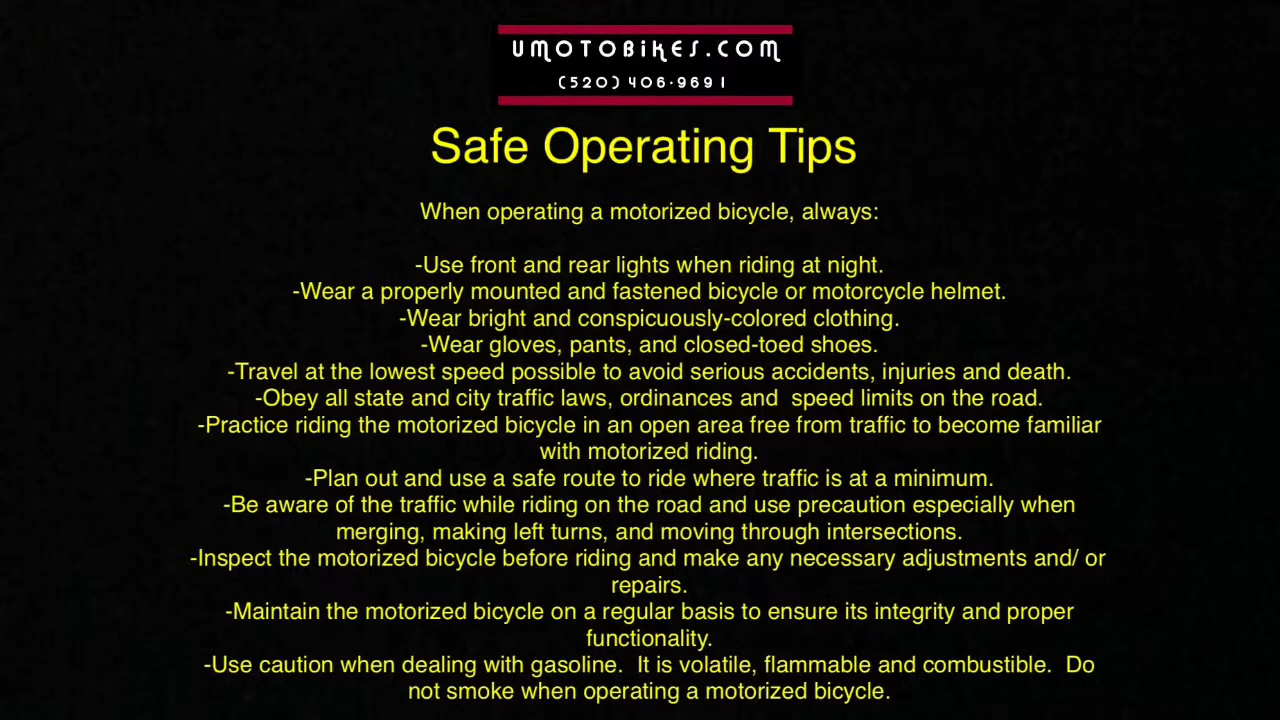 UMOTOBIKES.COM
(520) 406-9691
Safe Operating Tips
When operating a motorized bicycle, always:
-Use front and rear lights when riding at night.
-Wear a properly mounted and fastened bicycle or motorcycle helmet.
-Wear bright and conspicuously-colored clothing.
-Wear gloves, pants, and closed-toed shoes.
-Travel at the lowest speed possible to avoid serious accidents, injuries and death.
-Obey all state and city traffic laws, ordinances and  speed limits on the road.
-Practice riding the motorized bicycle in an open area free from traffic to become familiar
with motorized riding.
-Plan out and use a safe route to ride where traffic is at a minimum.
-Be aware of the traffic while riding on the road and use precaution especially when
merging, making left turns, and moving through intersections.
-Inspect the motorized bicycle before riding and make any necessary adjustments and/ or
repairs.
-Maintain the motorized bicycle on a regular basis to ensure its integrity and proper
functionality.
-Use caution when dealing with gasoline.  It is volatile, flammable and combustible.  Do
not smoke when operating a motorized bicycle.